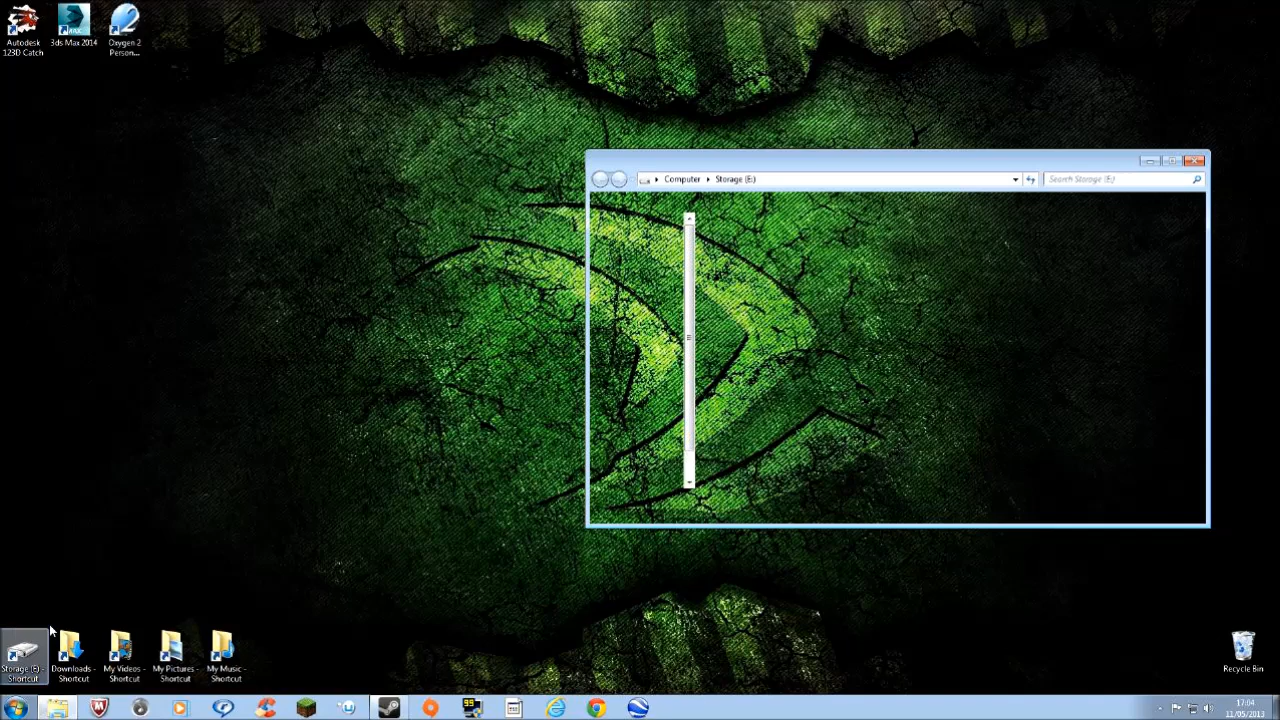 Autodesk
123D Catch
3ds Max 2014
Oxygen 2
Person...
Computer
Storage (E:)
Search Storage (E:)
Storage (E) -
Shortcut
Downloads -
Shortcut
My Videos -
Shortcut
My Pictures -
Shortcut
My Music -
Shortcut
Recycle Bin
99
17:04
11/05/2013